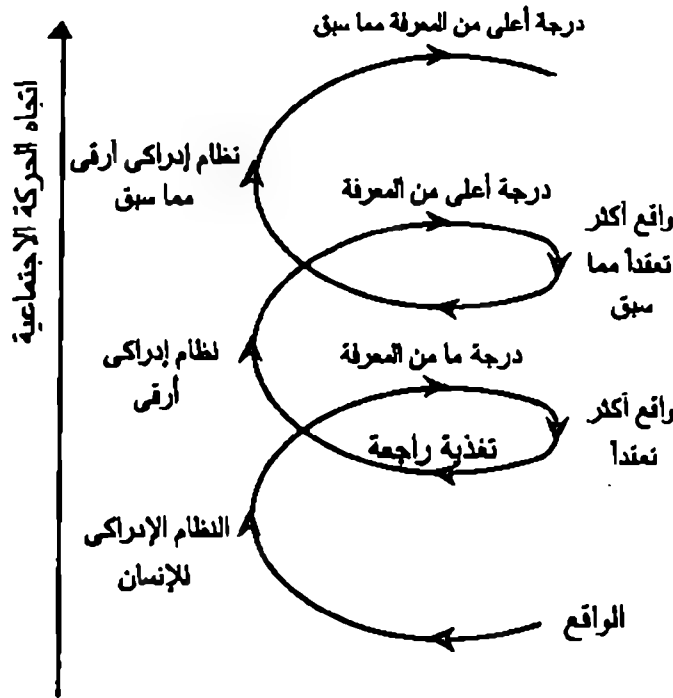 درجة أعلى من المعرفة مما سبق
اتجاه الحركة الاجتماعية
نظام إدراكى أرقى
مما سبق
درجة أعلى من المعرفة
واقع أكثر
تعقداً مما
سبق
نظام إدراكى
أرقى
درجة ما من المعرفة
واقع أكثر
تعقداً
تغذية راجعة
النظام الإدراكى
للإنسان
الواقع